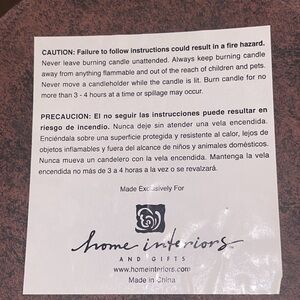 CAUTION: Failure to follow instructions could result in a fire hazard.
Never leave burning candle unattended. Always keep burning candle
away from anything flammable and out of the reach of children and pets.
Never move a candleholder while the candle is lit. Burn candle for no
more than 3 - 4 hours at a time or spillage may occur.
PRECAUCION: El no seguir las instrucciones puede resultar en
riesgo de incendio. Nunca deje sin atender una vela encendida.
Enciéndala sobre una superficie protegida y resistente al calor, lejos de
objetos inflamables y fuera del alcance de niños y animales domésticos.
Nunca mueva un candelero con la vela encendida. Mantenga la vela
encendida no más de 3 a 4 horas a la vez o se revalzará.
Made Exclusively For
home interiors
AND GIFTS
www.homeinteriors.com
Made in China